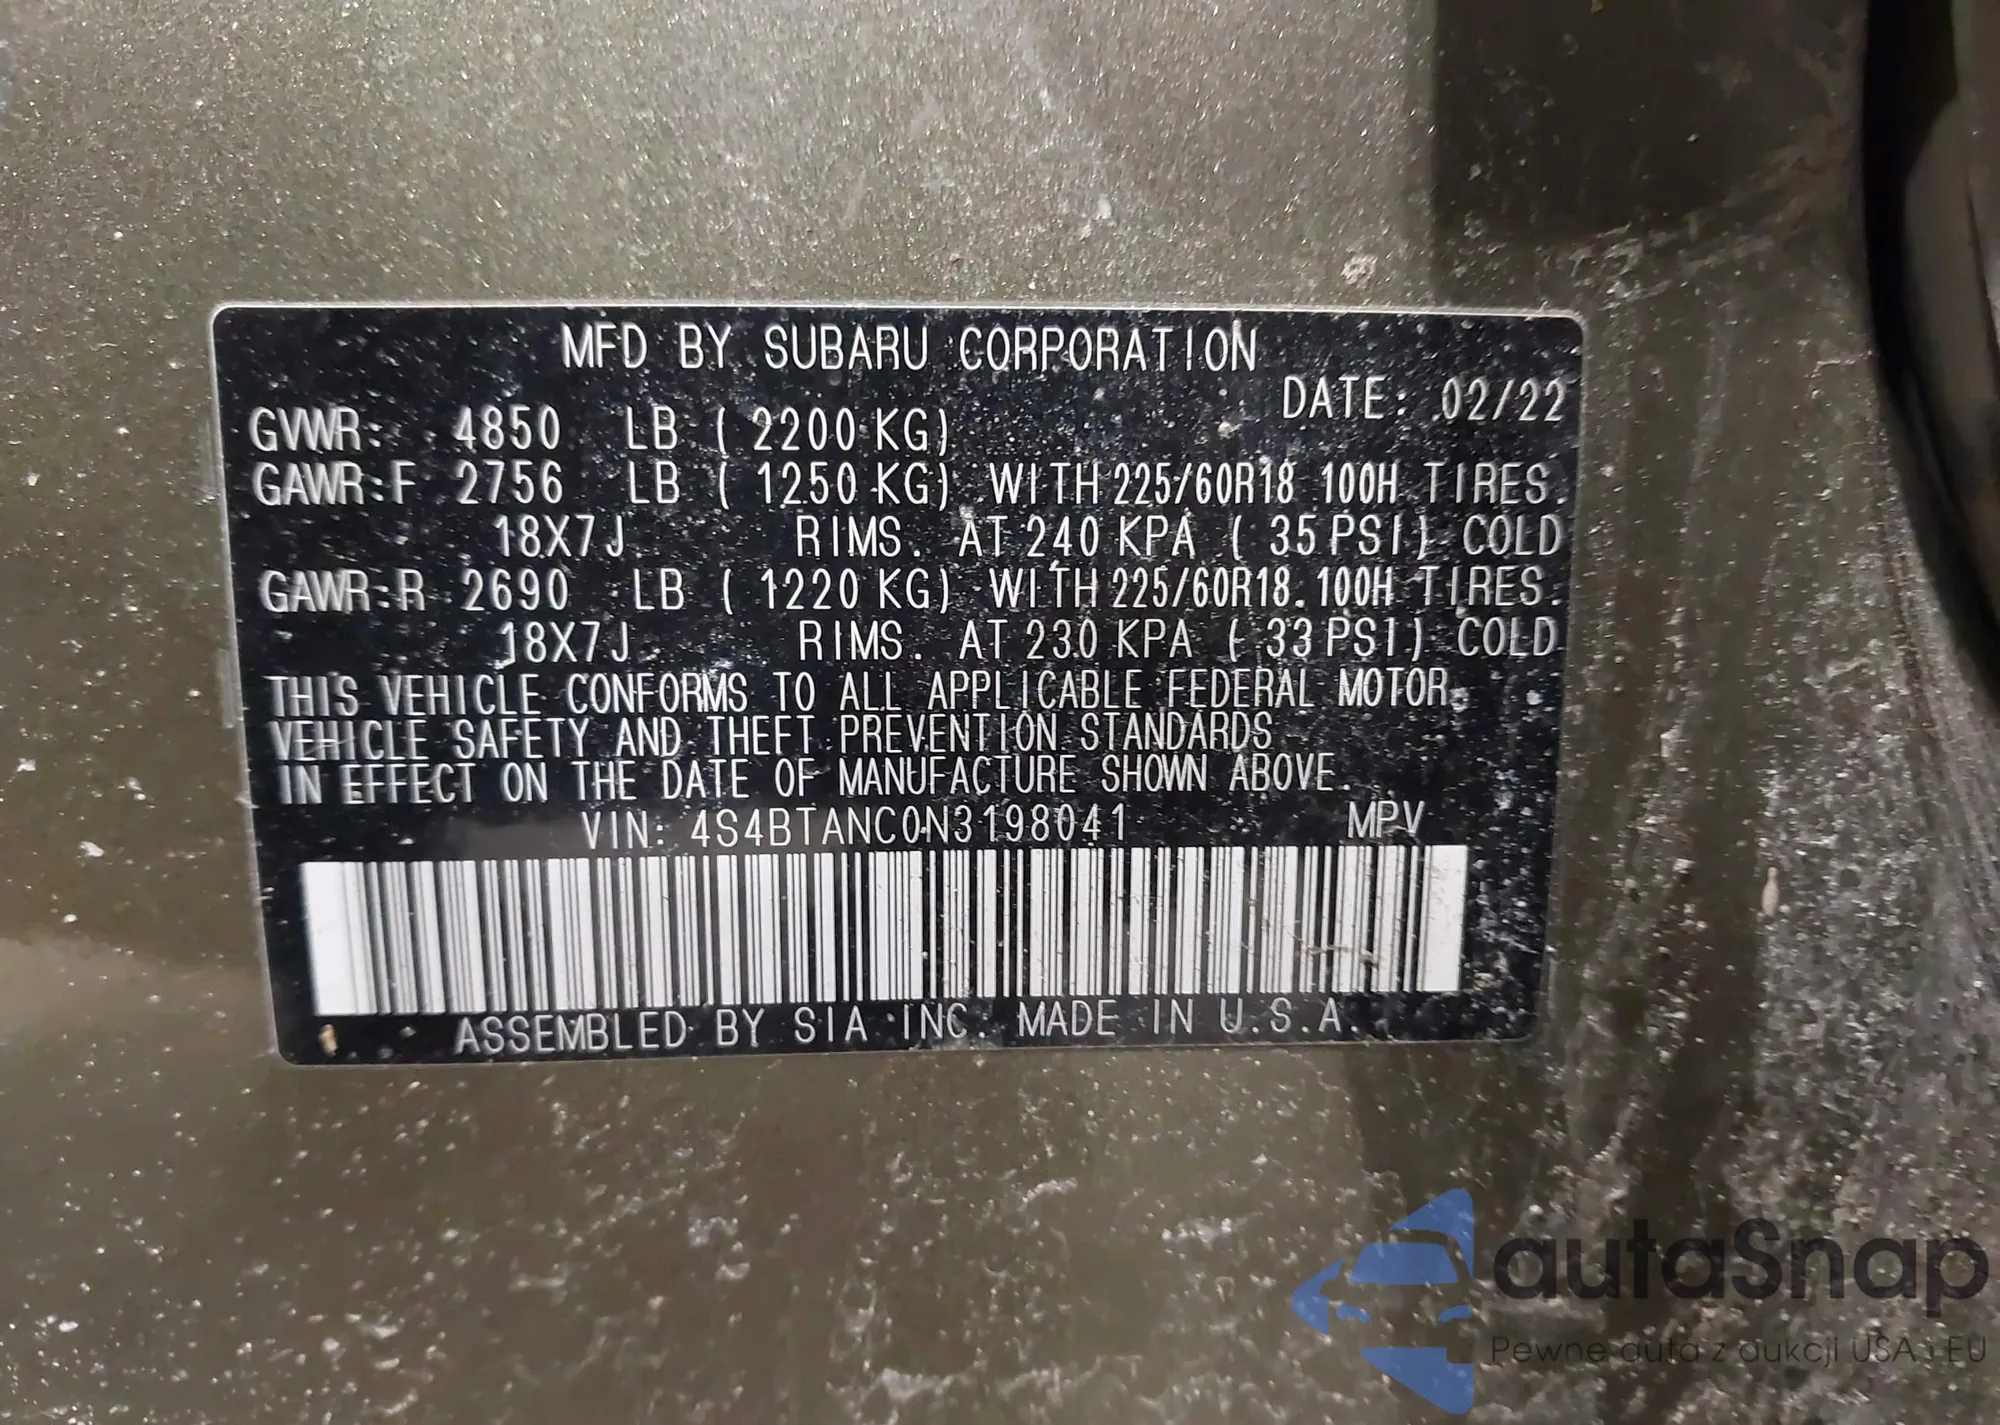 MFD BY SUBARU CORPORATION
DATE: 02/22
GVWR: 4850 LB ( 2200 KG)
GAWR:F 2756 LB ( 1250 KG) WITH 225/60R18 100H TIRES.
18X7J RIMS. AT 240 KPA ( 35 PSI) COLD
GAWR:R 2690 LB ( 1220 KG) WITH 225/60R18 100H TIRES.
18X7J RIMS. AT 230 KPA ( 33 PSI) COLD
THIS VEHICLE CONFORMS TO ALL APPLICABLE FEDERAL MOTOR
VEHICLE SAFETY AND THEFT PREVENTION STANDARDS
IN EFFECT ON THE DATE OF MANUFACTURE SHOWN ABOVE.
VIN: 4S4BTANC0N3198041 MPV
ASSEMBLED BY SIA INC. MADE IN U.S.A.
autaSnap
Pewne auta z aukcji USA i EU